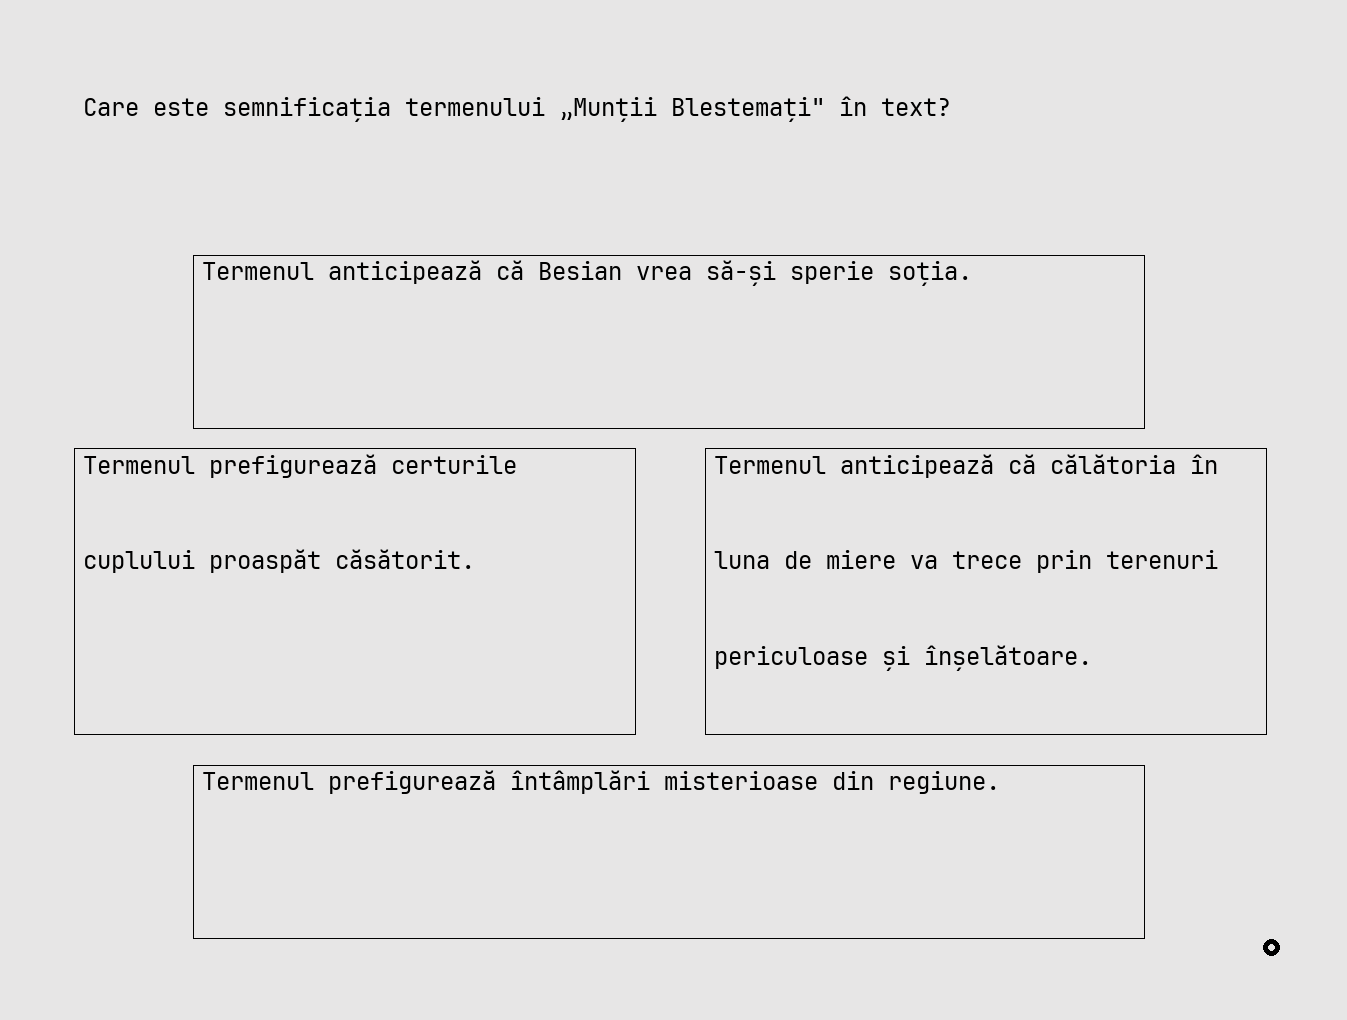 Care este semnificația termenului „Munții Blestemați" în text?
Termenul anticipează că Besian vrea să-și sperie soția.
Termenul prefigurează certurile
cuplului proaspăt căsătorit.
Termenul anticipează că călătoria în
luna de miere va trece prin terenuri
periculoase și înșelătoare.
Termenul prefigurează întâmplări misterioase din regiune.